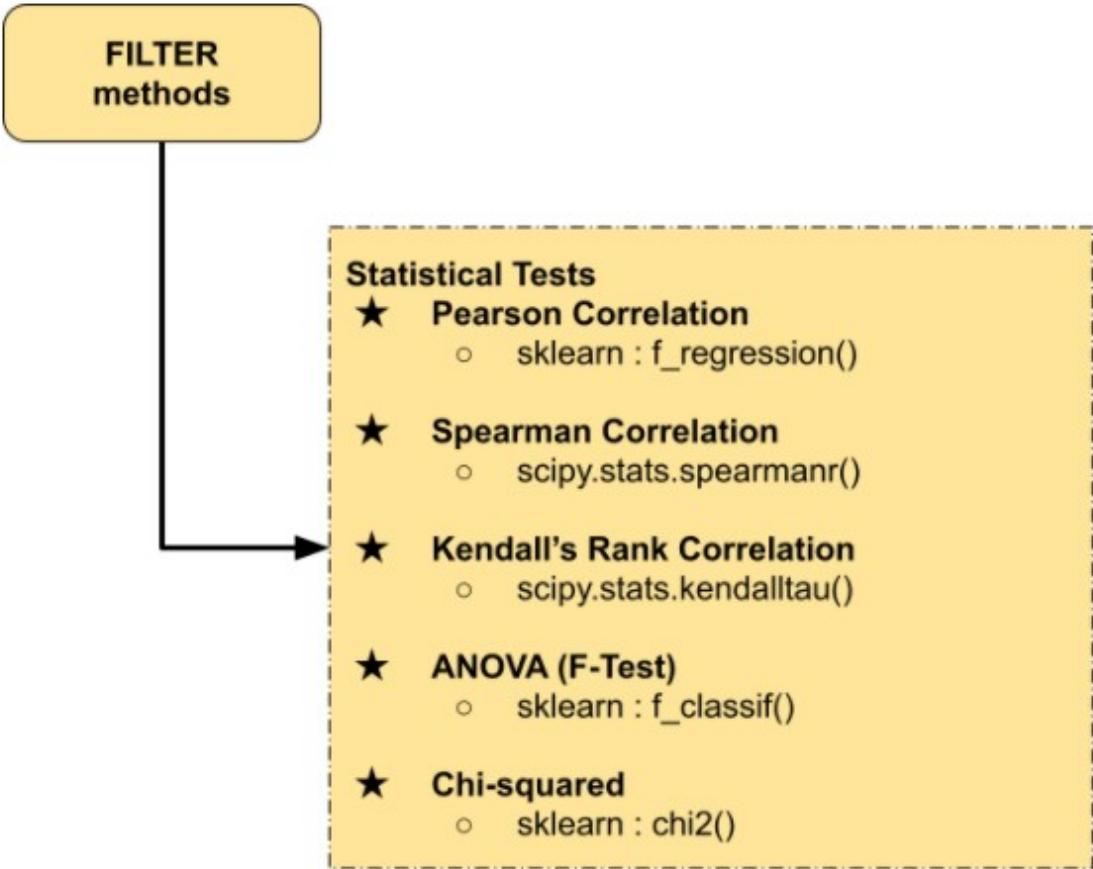 FILTER
methods
Statistical Tests
★ Pearson Correlation
○ sklearn : f_regression()
★ Spearman Correlation
○ scipy.stats.spearmanr()
★ Kendall’s Rank Correlation
○ scipy.stats.kendalltau()
★ ANOVA (F-Test)
○ sklearn : f_classif()
★ Chi-squared
○ sklearn : chi2()